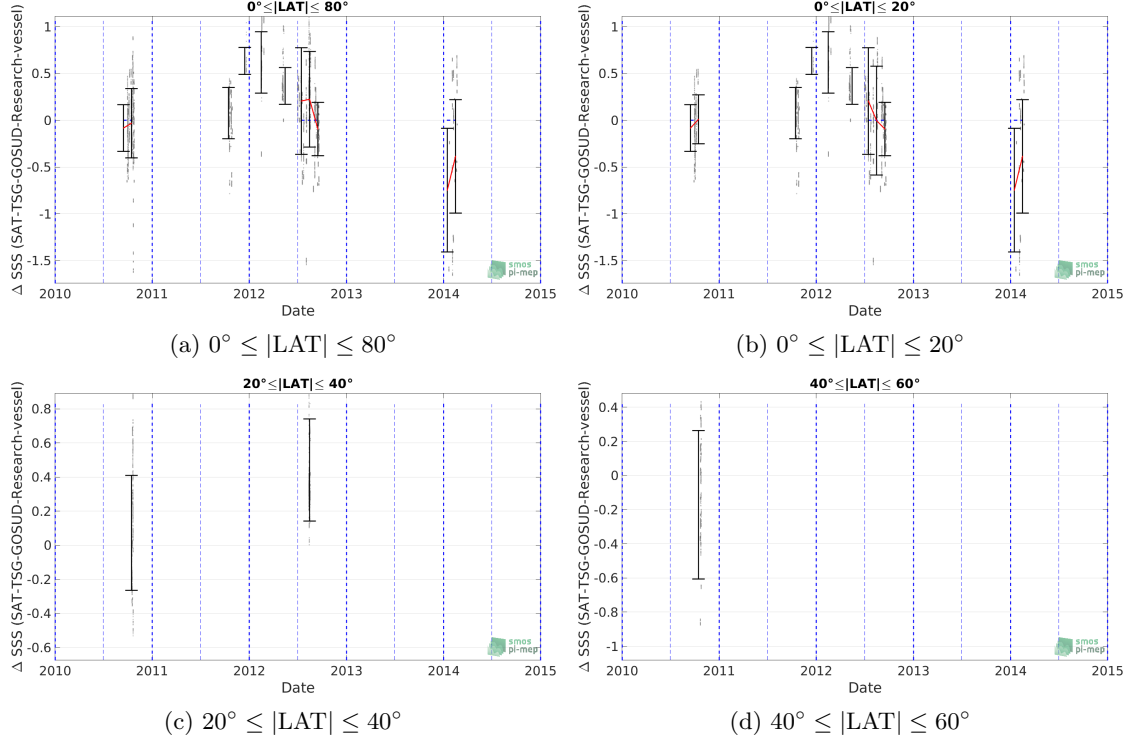 0°≤|LAT|≤ 80°
Δ SSS (SAT-TSG-GOSUD-Research-vessel)
1
0.5
0
-0.5
-1
-1.5
smos
pi-mep
2010 2011 2012 2013 2014 2015
Date
(a) 0° ≤ |LAT| ≤ 80°
0°≤|LAT|≤ 20°
Δ SSS (SAT-TSG-GOSUD-Research-vessel)
1
0.5
0
-0.5
-1
-1.5
smos
pi-mep
2010 2011 2012 2013 2014 2015
Date
(b) 0° ≤ |LAT| ≤ 20°
20°≤|LAT|≤ 40°
Δ SSS (SAT-TSG-GOSUD-Research-vessel)
0.8
0.6
0.4
0.2
0
-0.2
-0.4
-0.6
smos
pi-mep
2010 2011 2012 2013 2014 2015
Date
(c) 20° ≤ |LAT| ≤ 40°
40°≤|LAT|≤ 60°
Δ SSS (SAT-TSG-GOSUD-Research-vessel)
0.4
0.2
0
-0.2
-0.4
-0.6
-0.8
-1
smos
pi-mep
2010 2011 2012 2013 2014 2015
Date
(d) 40° ≤ |LAT| ≤ 60°